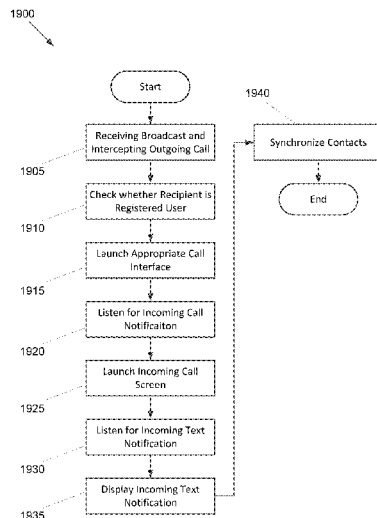 1900
Start
Receiving Broadcast and
Intercepting Outgoing Call
1905
Check whether Recipient is
Registered User
1910
Launch Appropriate Call
Interface
1915
Listen for Incoming Call
Notificaiton
1920
Launch Incoming Call
Screen
1925
Listen for Incoming Text
Notification
1930
Display Incoming Text
Notification
1935
1940
Synchronize Contacts
End